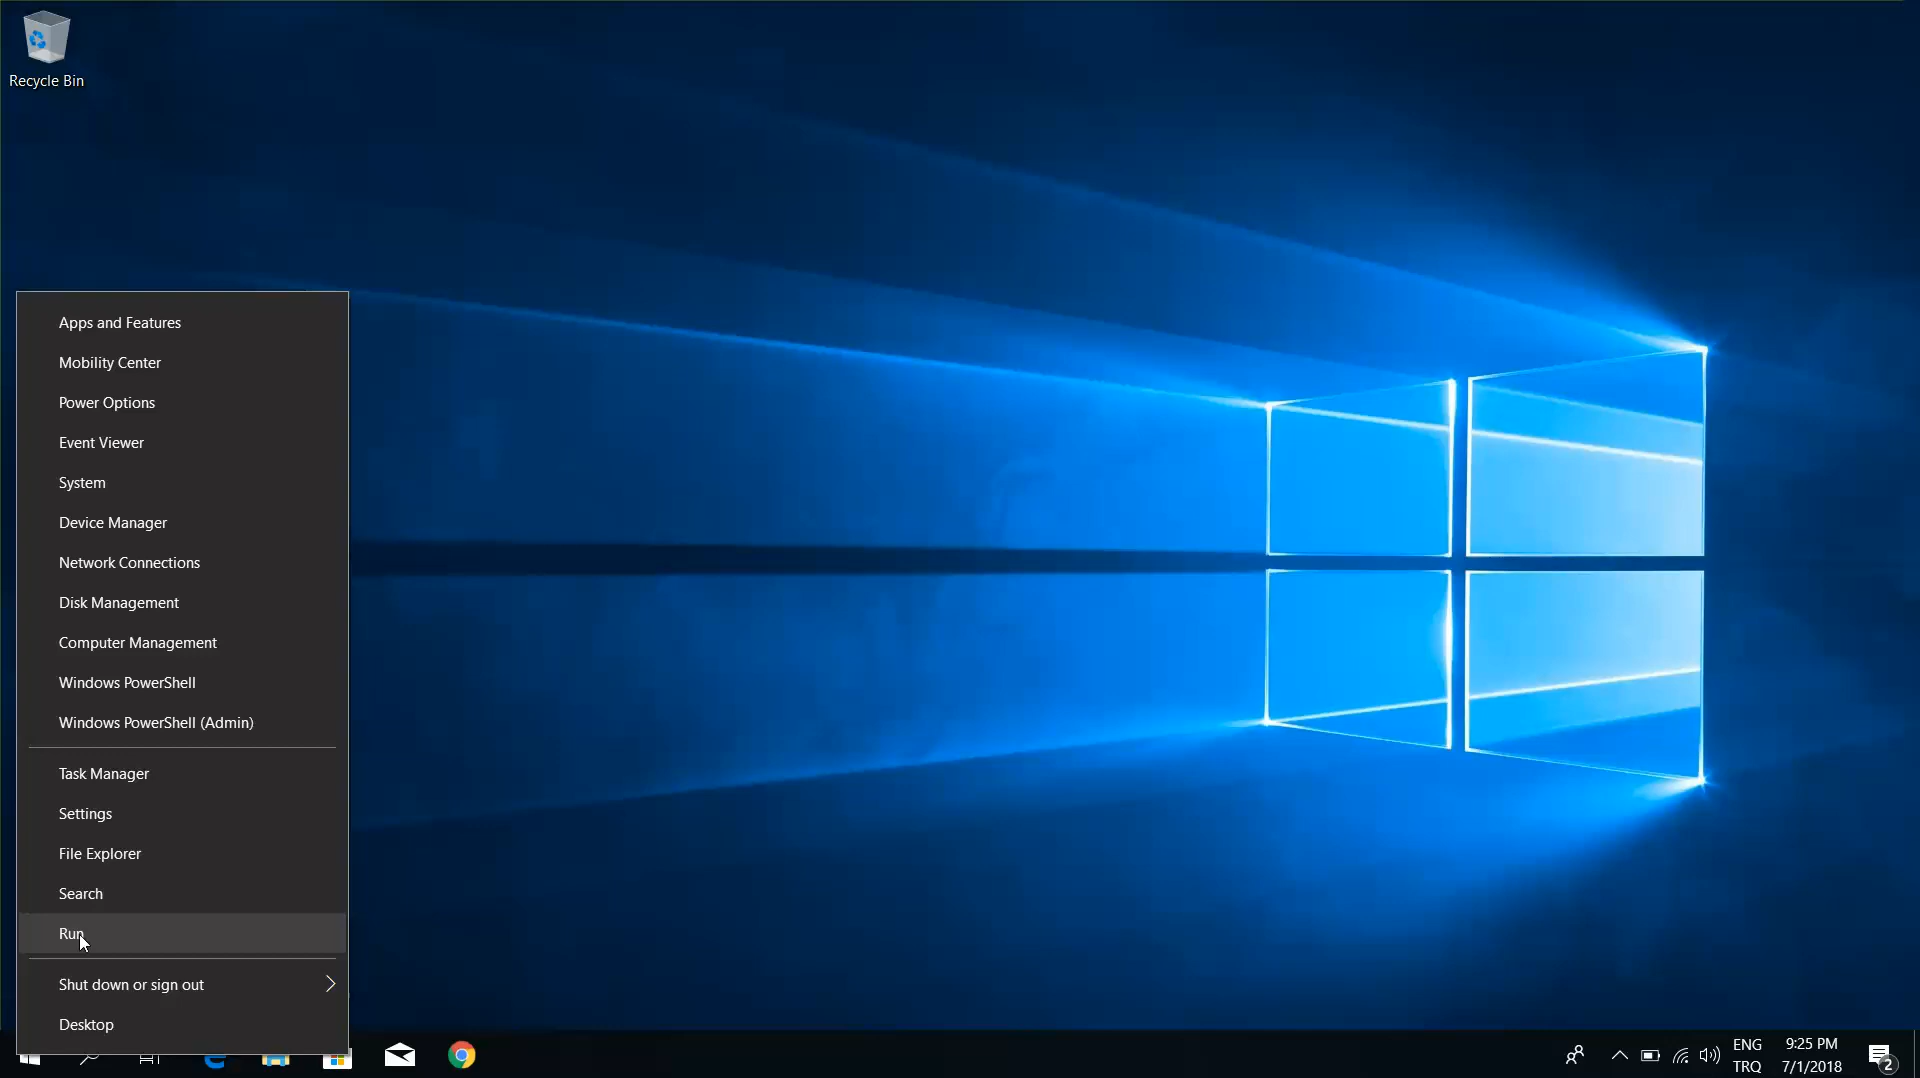 Recycle Bin
Apps and Features
Mobility Center
Power Options
Event Viewer
System
Device Manager
Network Connections
Disk Management
Computer Management
Windows PowerShell
Windows PowerShell (Admin)
Task Manager
Settings
File Explorer
Search
Run
Shut down or sign out
Desktop
ENG
TRQ
9:25 PM
7/1/2018
2